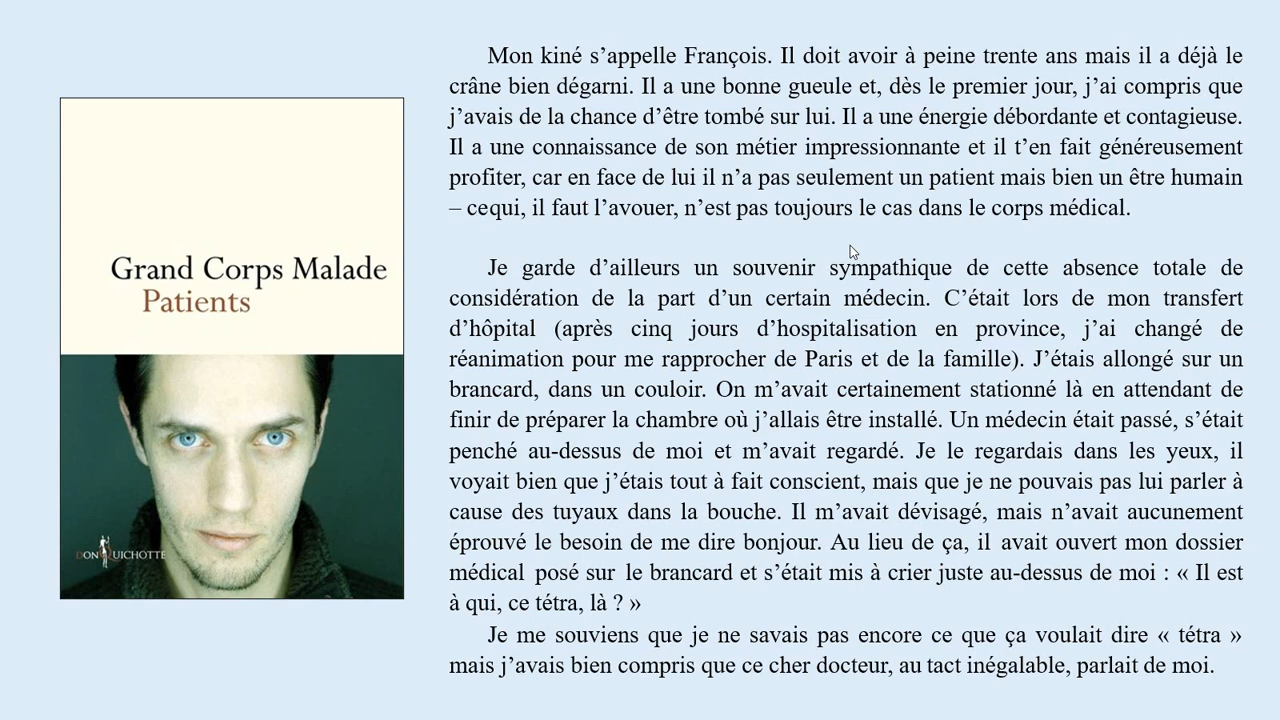 Grand Corps Malade
Patients
DON QUICHOTTE
Mon kiné s’appelle François. Il doit avoir à peine trente ans mais il a déjà le
crâne bien dégarni. Il a une bonne gueule et, dès le premier jour, j’ai compris que
j’avais de la chance d’être tombé sur lui. Il a une énergie débordante et contagieuse.
Il a une connaissance de son métier impressionnante et il t’en fait généreusement
profiter, car en face de lui il n’a pas seulement un patient mais bien un être humain
– cequi, il faut l’avouer, n’est pas toujours le cas dans le corps médical.
Je garde d’ailleurs un souvenir sympathique de cette absence totale de
considération de la part d’un certain médecin. C’était lors de mon transfert
d’hôpital (après cinq jours d’hospitalisation en province, j’ai changé de
réanimation pour me rapprocher de Paris et de la famille). J’étais allongé sur un
brancard, dans un couloir. On m’avait certainement stationné là en attendant de
finir de préparer la chambre où j’allais être installé. Un médecin était passé, s’était
penché au-dessus de moi et m’avait regardé. Je le regardais dans les yeux, il
voyait bien que j’étais tout à fait conscient, mais que je ne pouvais pas lui parler à
cause des tuyaux dans la bouche. Il m’avait dévisagé, mais n’avait aucunement
éprouvé le besoin de me dire bonjour. Au lieu de ça, il avait ouvert mon dossier
médical posé sur le brancard et s’était mis à crier juste au-dessus de moi : « Il est
à qui, ce tétra, là ? »
Je me souviens que je ne savais pas encore ce que ça voulait dire « tétra »
mais j’avais bien compris que ce cher docteur, au tact inégalable, parlait de moi.